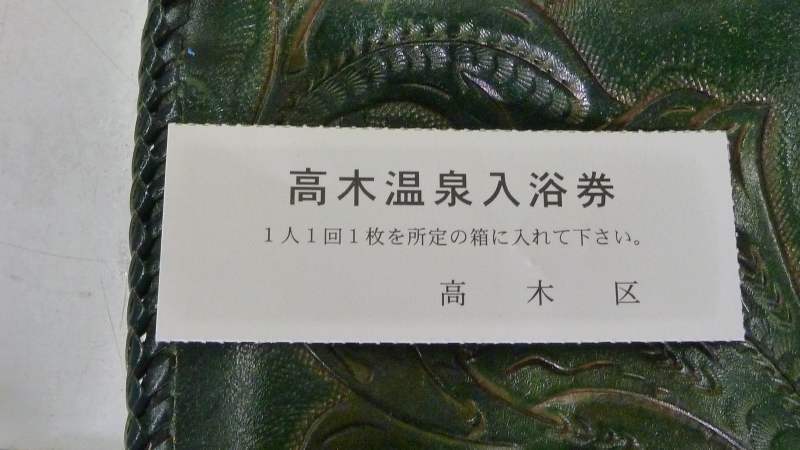 高木温泉入浴券
１人１回１枚を所定の箱に入れて下さい。
高木区